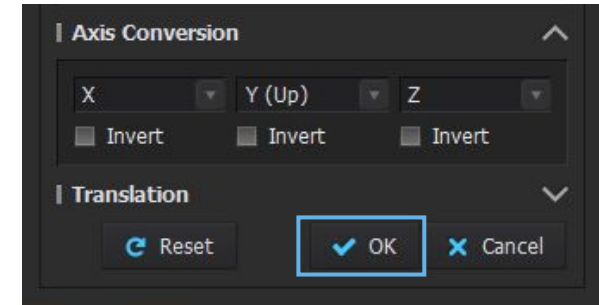 Axis Conversion
X Y (Up) Z
Invert Invert Invert
Translation
Reset OK Cancel